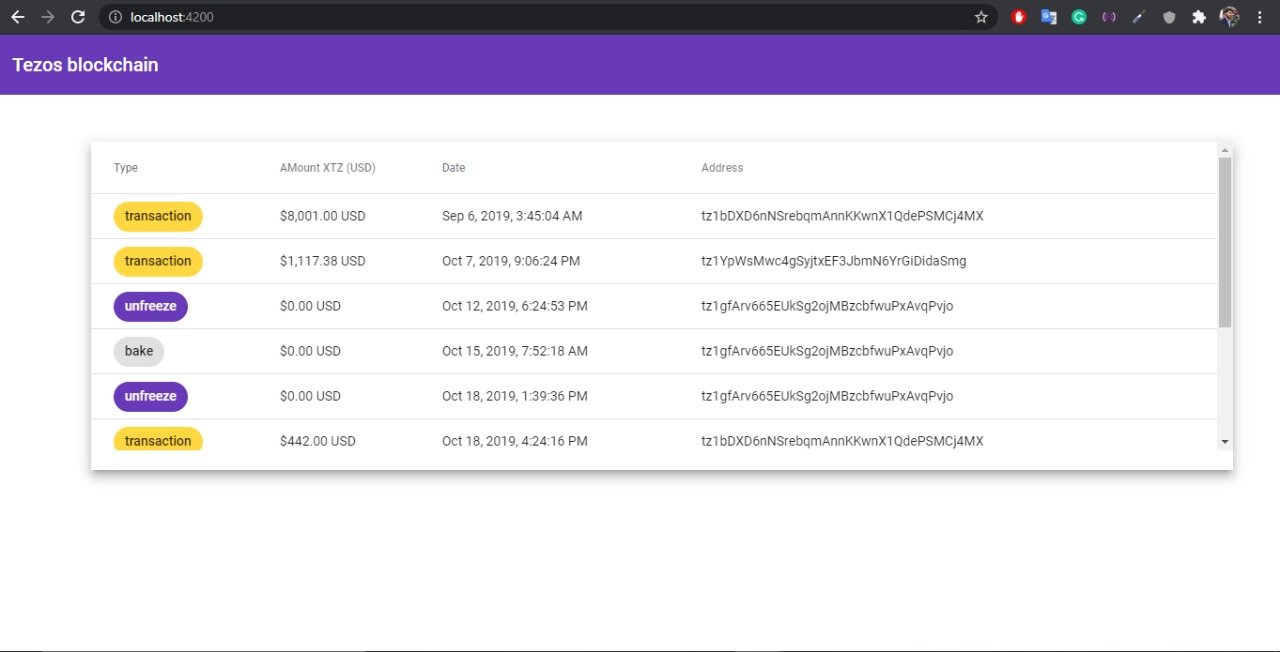 localhost:4200
Tezos blockchain
Type AMount XTZ (USD) Date Address
transaction $8,001.00 USD Sep 6, 2019, 3:45:04 AM tz1bDXD6nNSrebqmAnnKKwnX1QdePSMCj4MX
transaction $1,117.38 USD Oct 7, 2019, 9:06:24 PM tz1YpWsMwc4gSyjtxEF3JbmN6YrGiDidaSmg
unfreeze $0.00 USD Oct 12, 2019, 6:24:53 PM tz1gfArv665EUkSg2ojMBzcbfwuPxAvqPvjo
bake $0.00 USD Oct 15, 2019, 7:52:18 AM tz1gfArv665EUkSg2ojMBzcbfwuPxAvqPvjo
unfreeze $0.00 USD Oct 18, 2019, 1:39:36 PM tz1gfArv665EUkSg2ojMBzcbfwuPxAvqPvjo
transaction $442.00 USD Oct 18, 2019, 4:24:16 PM tz1bDXD6nNSrebqmAnnKKwnX1QdePSMCj4MX